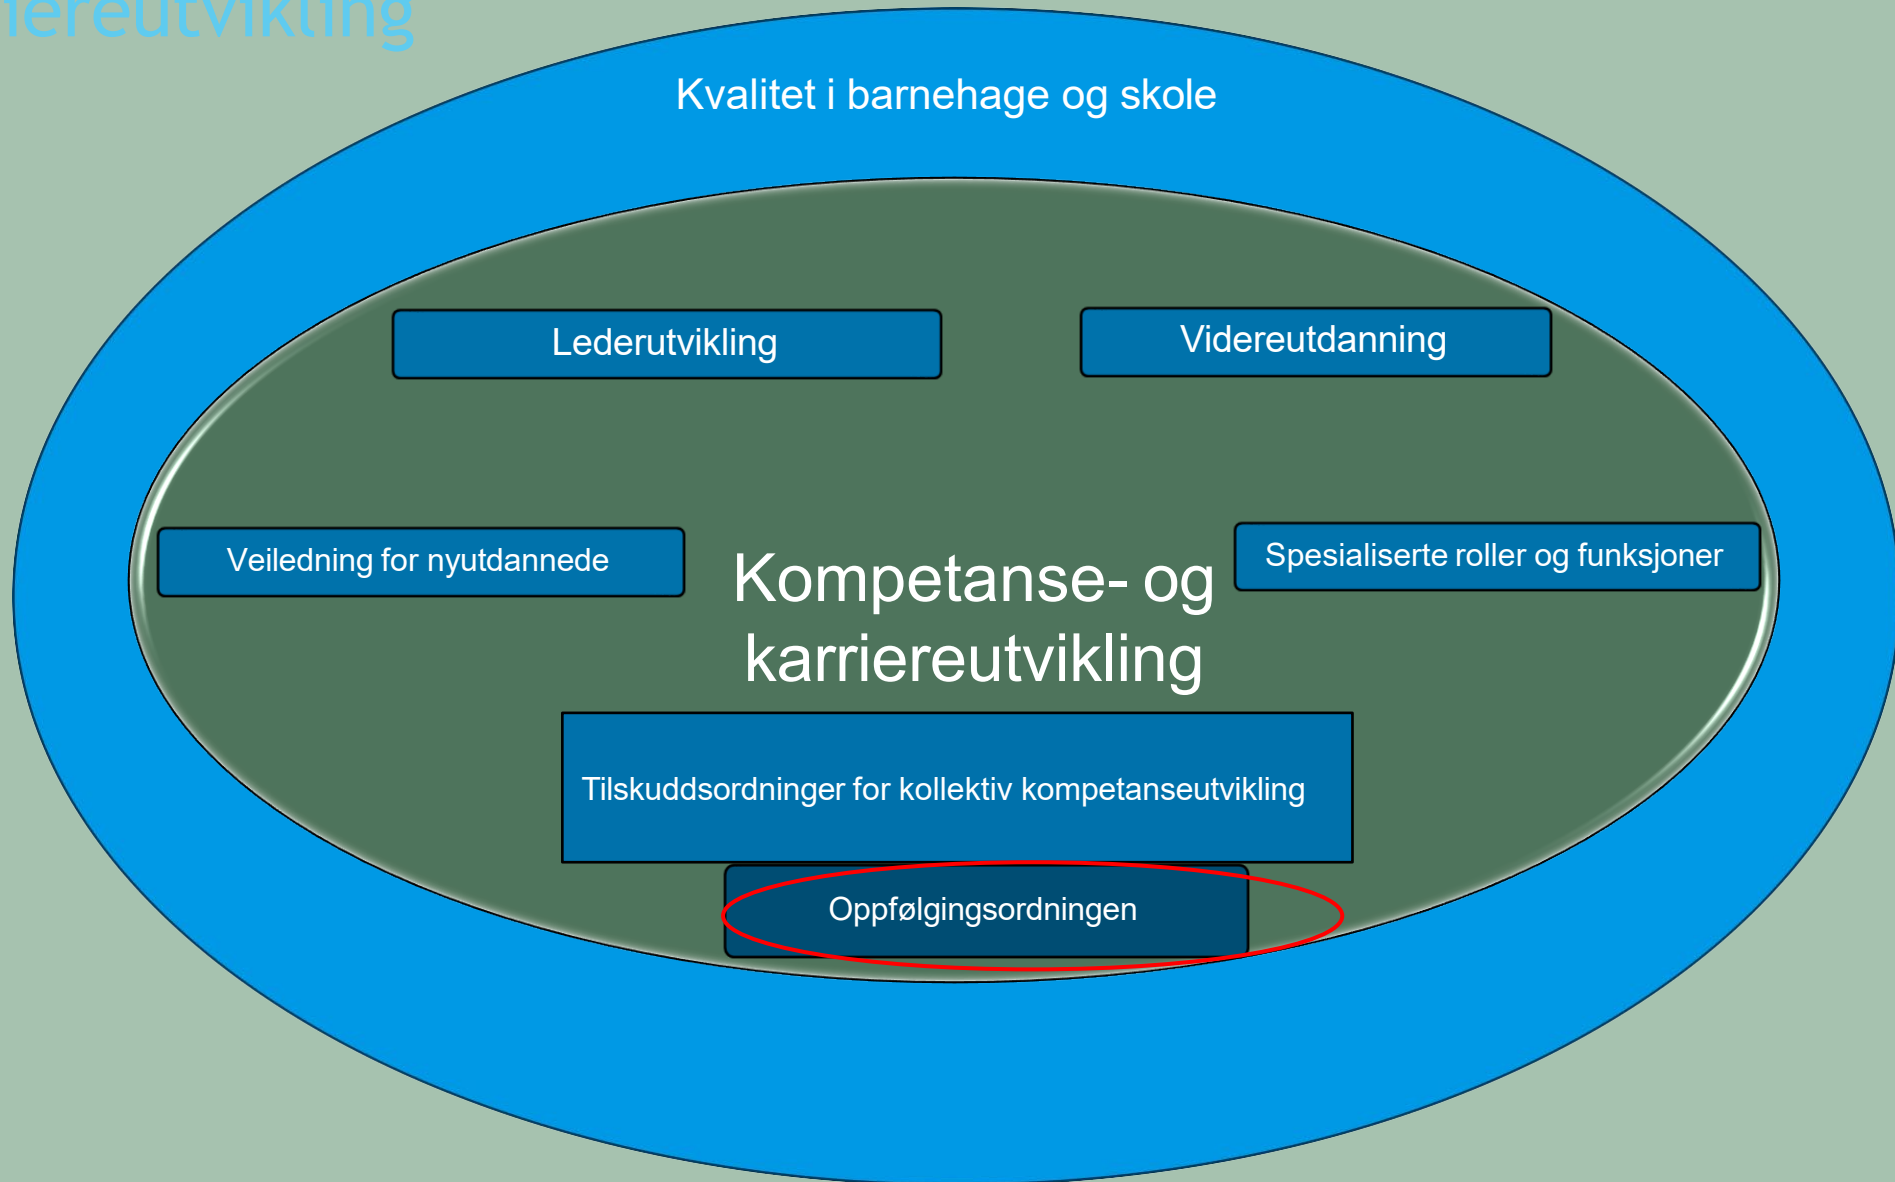 iereutvikling
Kvalitet i barnehage og skole
Lederutvikling
Videreutdanning
Veiledning for nyutdannede
Spesialiserte roller og funksjoner
Kompetanse- og
karriereutvikling
Tilskuddsordninger for kollektiv kompetanseutvikling
Oppfølgingsordningen